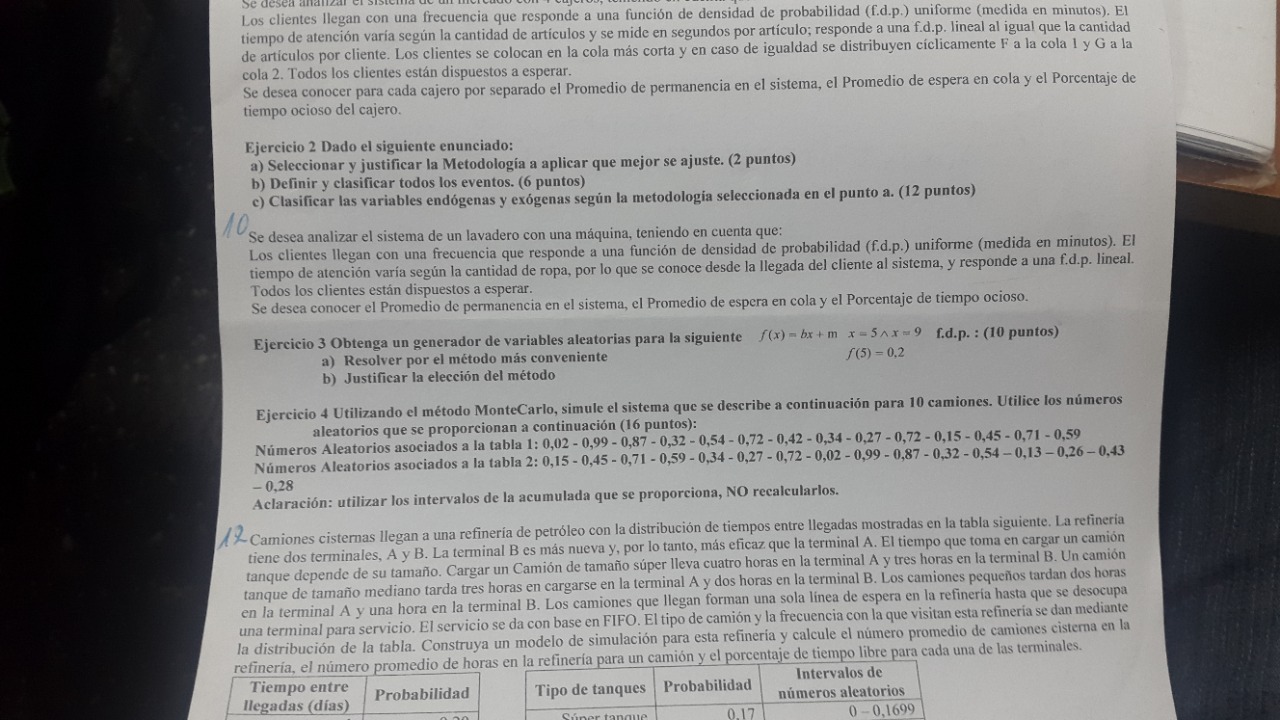 Se desea analizar el sistema de un mercado con 4 cajeros, teniendo en cuenta
Los clientes llegan con una frecuencia que responde a una función de densidad de probabilidad (f.d.p.) uniforme (medida en minutos). El
tiempo de atención varía según la cantidad de artículos y se mide en segundos por artículo; responde a una f.d.p. lineal al igual que la cantidad
de artículos por cliente. Los clientes se colocan en la cola más corta y en caso de igualdad se distribuyen cíclicamente F a la cola 1 y G a la
cola 2. Todos los clientes están dispuestos a esperar.
Se desea conocer para cada cajero por separado el Promedio de permanencia en el sistema, el Promedio de espera en cola y el Porcentaje de
tiempo ocioso del cajero.
Ejercicio 2 Dado el siguiente enunciado:
a) Seleccionar y justificar la Metodología a aplicar que mejor se ajuste. (2 puntos)
b) Definir y clasificar todos los eventos. (6 puntos)
c) Clasificar las variables endógenas y exógenas según la metodología seleccionada en el punto a. (12 puntos)
10
Se desea analizar el sistema de un lavadero con una máquina, teniendo en cuenta que:
Los clientes llegan con una frecuencia que responde a una función de densidad de probabilidad (f.d.p.) uniforme (medida en minutos). El
tiempo de atención varía según la cantidad de ropa, por lo que se conoce desde la llegada del cliente al sistema, y responde a una f.d.p. lineal.
Todos los clientes están dispuestos a esperar.
Se desea conocer el Promedio de permanencia en el sistema, el Promedio de espera en cola y el Porcentaje de tiempo ocioso.
Ejercicio 3 Obtenga un generador de variables aleatorias para la siguiente f(x) = bx + m x = 5 ∧ x = 9 f.d.p. : (10 puntos)
f(5) = 0,2
a) Resolver por el método más conveniente
b) Justificar la elección del método
Ejercicio 4 Utilizando el método MonteCarlo, simule el sistema que se describe a continuación para 10 camiones. Utilice los números
aleatorios que se proporcionan a continuación (16 puntos):
Números Aleatorios asociados a la tabla 1: 0,02 - 0,99 - 0,87 - 0,32 - 0,54 - 0,72 - 0,42 - 0,34 - 0,27 - 0,72 - 0,15 - 0,45 - 0,71 - 0,59
Números Aleatorios asociados a la tabla 2: 0,15 - 0,45 - 0,71 - 0,59 - 0,34 - 0,27 - 0,72 - 0,02 - 0,99 - 0,87 - 0,32 - 0,54 – 0,13 – 0,26 – 0,43
– 0,28
Aclaración: utilizar los intervalos de la acumulada que se proporciona, NO recalcularlos.
12
Camiones cisternas llegan a una refinería de petróleo con la distribución de tiempos entre llegadas mostradas en la tabla siguiente. La refinería
tiene dos terminales, A y B. La terminal B es más nueva y, por lo tanto, más eficaz que la terminal A. El tiempo que toma en cargar un camión
tanque depende de su tamaño. Cargar un Camión de tamaño súper lleva cuatro horas en la terminal A y tres horas en la terminal B. Un camión
tanque de tamaño mediano tarda tres horas en cargarse en la terminal A y dos horas en la terminal B. Los camiones pequeños tardan dos horas
en la terminal A y una hora en la terminal B. Los camiones que llegan forman una sola línea de espera en la refinería hasta que se desocupa
una terminal para servicio. El servicio se da con base en FIFO. El tipo de camión y la frecuencia con la que visitan esta refinería se dan mediante
la distribución de la tabla. Construya un modelo de simulación para esta refinería y calcule el número promedio de camiones cisterna en la
refinería, el número promedio de horas en la refinería para un camión y el porcentaje de tiempo libre para cada una de las terminales.
Tiempo entre llegadas (días) Probabilidad
Tipo de tanques Probabilidad Intervalos de números aleatorios
Súper tanque 0,17 0 – 0,1699